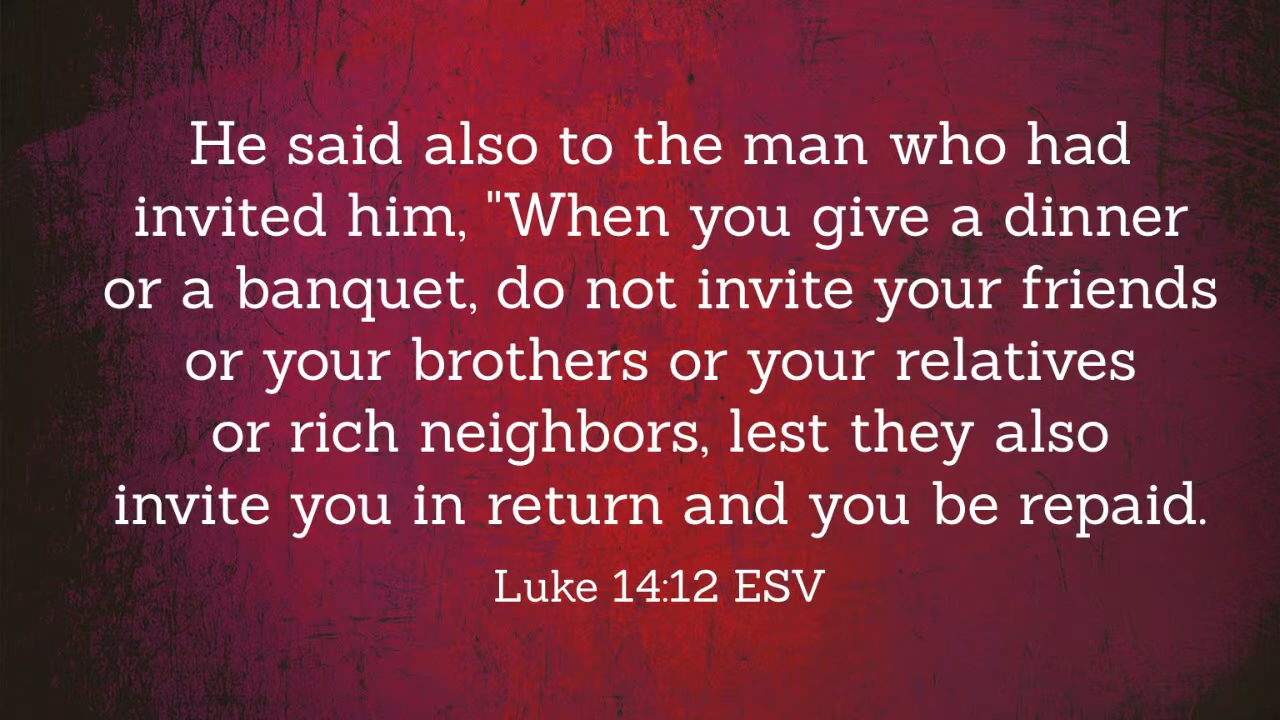 He said also to the man who had
invited him, "When you give a dinner
or a banquet, do not invite your friends
or your brothers or your relatives
or rich neighbors, lest they also
invite you in return and you be repaid.
Luke 14:12 ESV